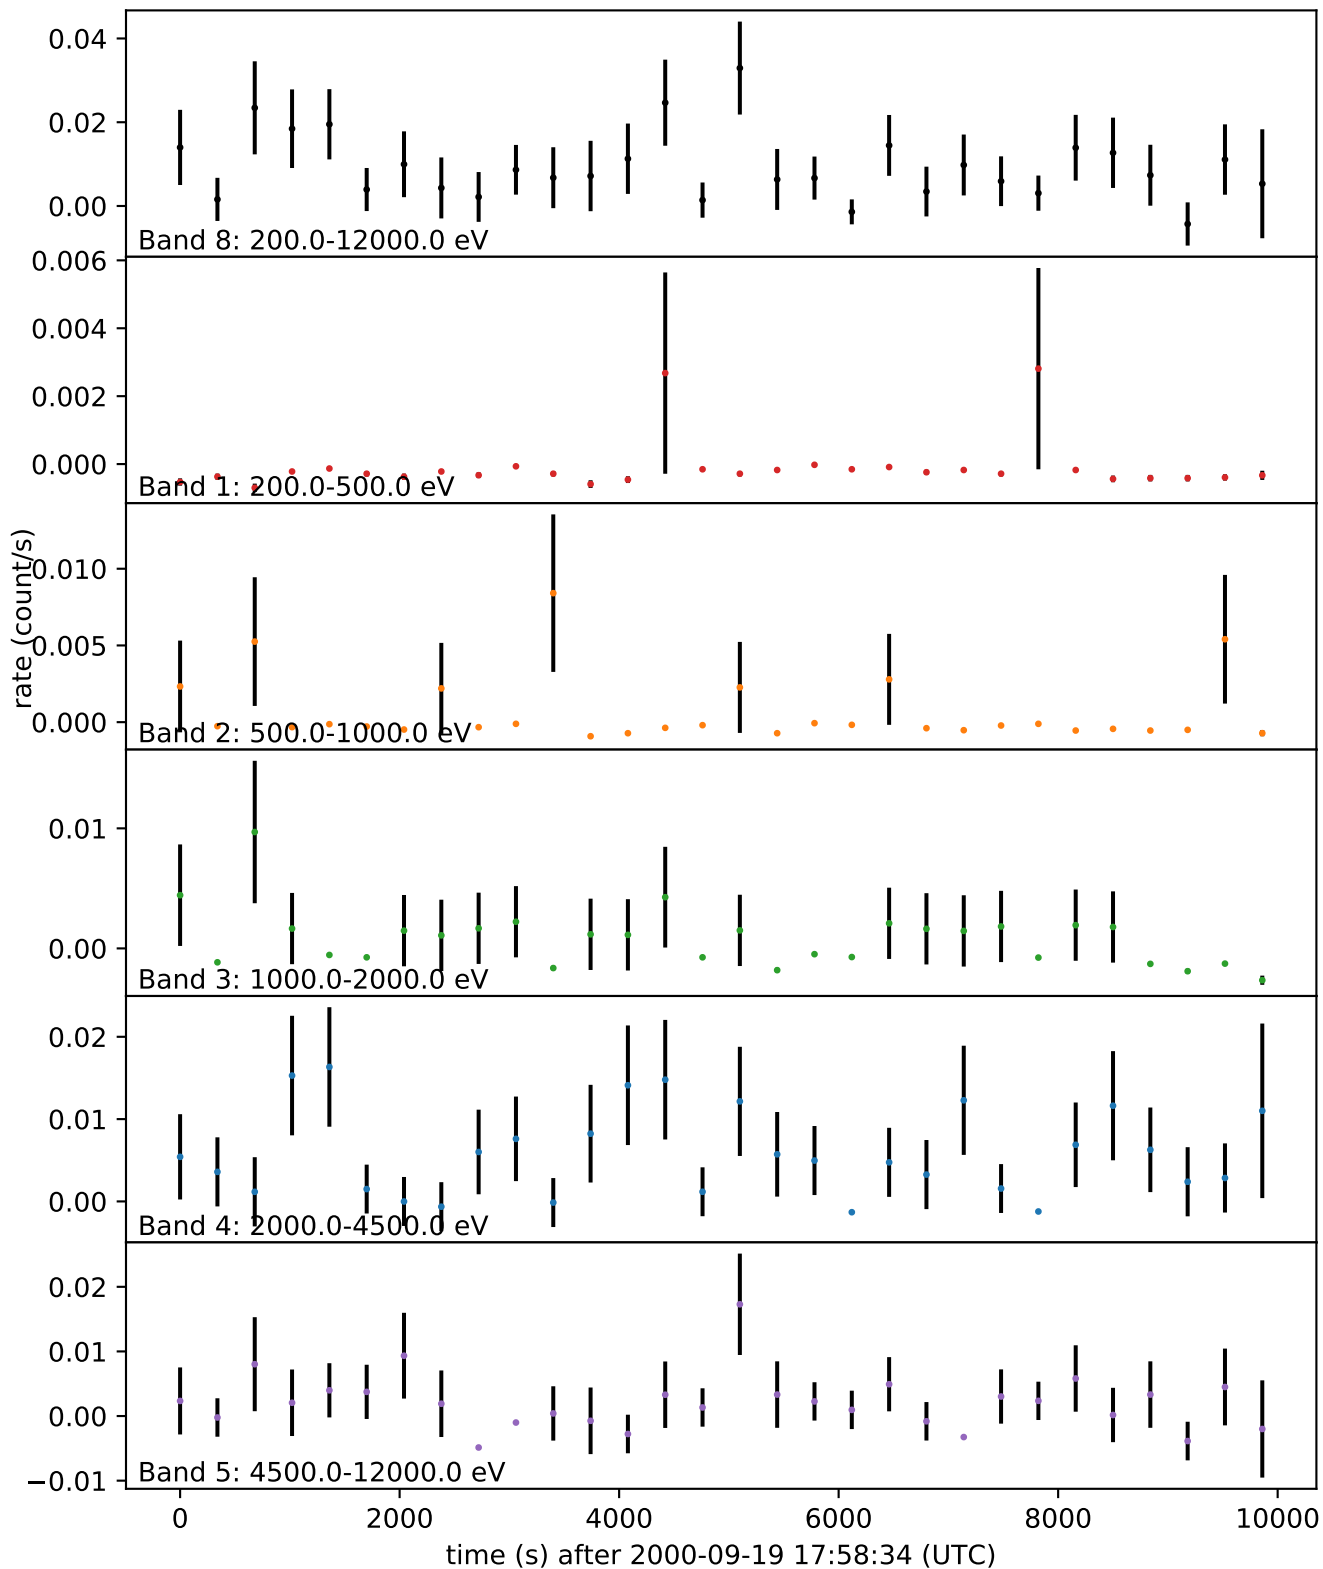 0.04
0.02
0.00
Band 8: 200.0-12000.0 eV
0.006
0.004
0.002
0.000
Band 1: 200.0-500.0 eV
rate (count/s)
0.010
0.005
0.000
Band 2: 500.0-1000.0 eV
0.01
0.00
Band 3: 1000.0-2000.0 eV
0.02
0.01
0.00
Band 4: 2000.0-4500.0 eV
0.02
0.01
0.00
−0.01
Band 5: 4500.0-12000.0 eV
0 2000 4000 6000 8000 10000
time (s) after 2000-09-19 17:58:34 (UTC)